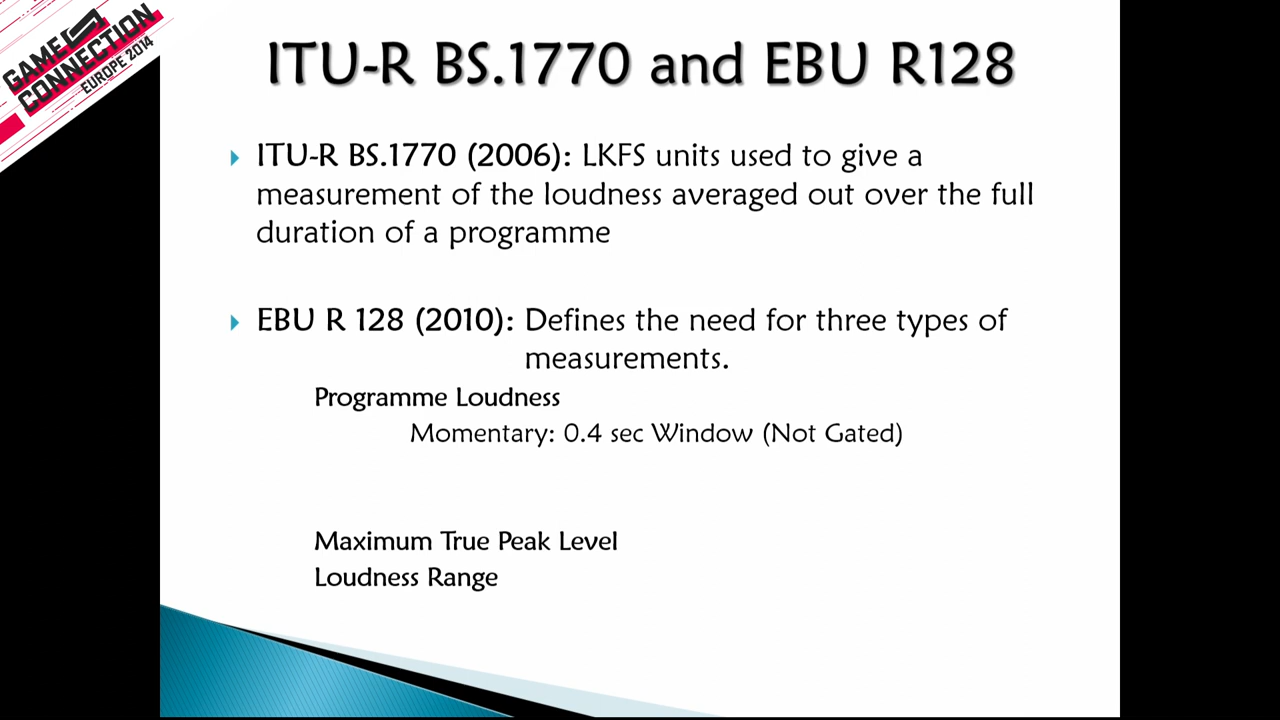 GAME
CONNECTION
EUROPE 2014
ITU-R BS.1770 and EBU R128
ITU-R BS.1770 (2006): LKFS units used to give a
measurement of the loudness averaged out over the full
duration of a programme
EBU R 128 (2010): Defines the need for three types of
measurements.
Programme Loudness
Momentary: 0.4 sec Window (Not Gated)
Maximum True Peak Level
Loudness Range